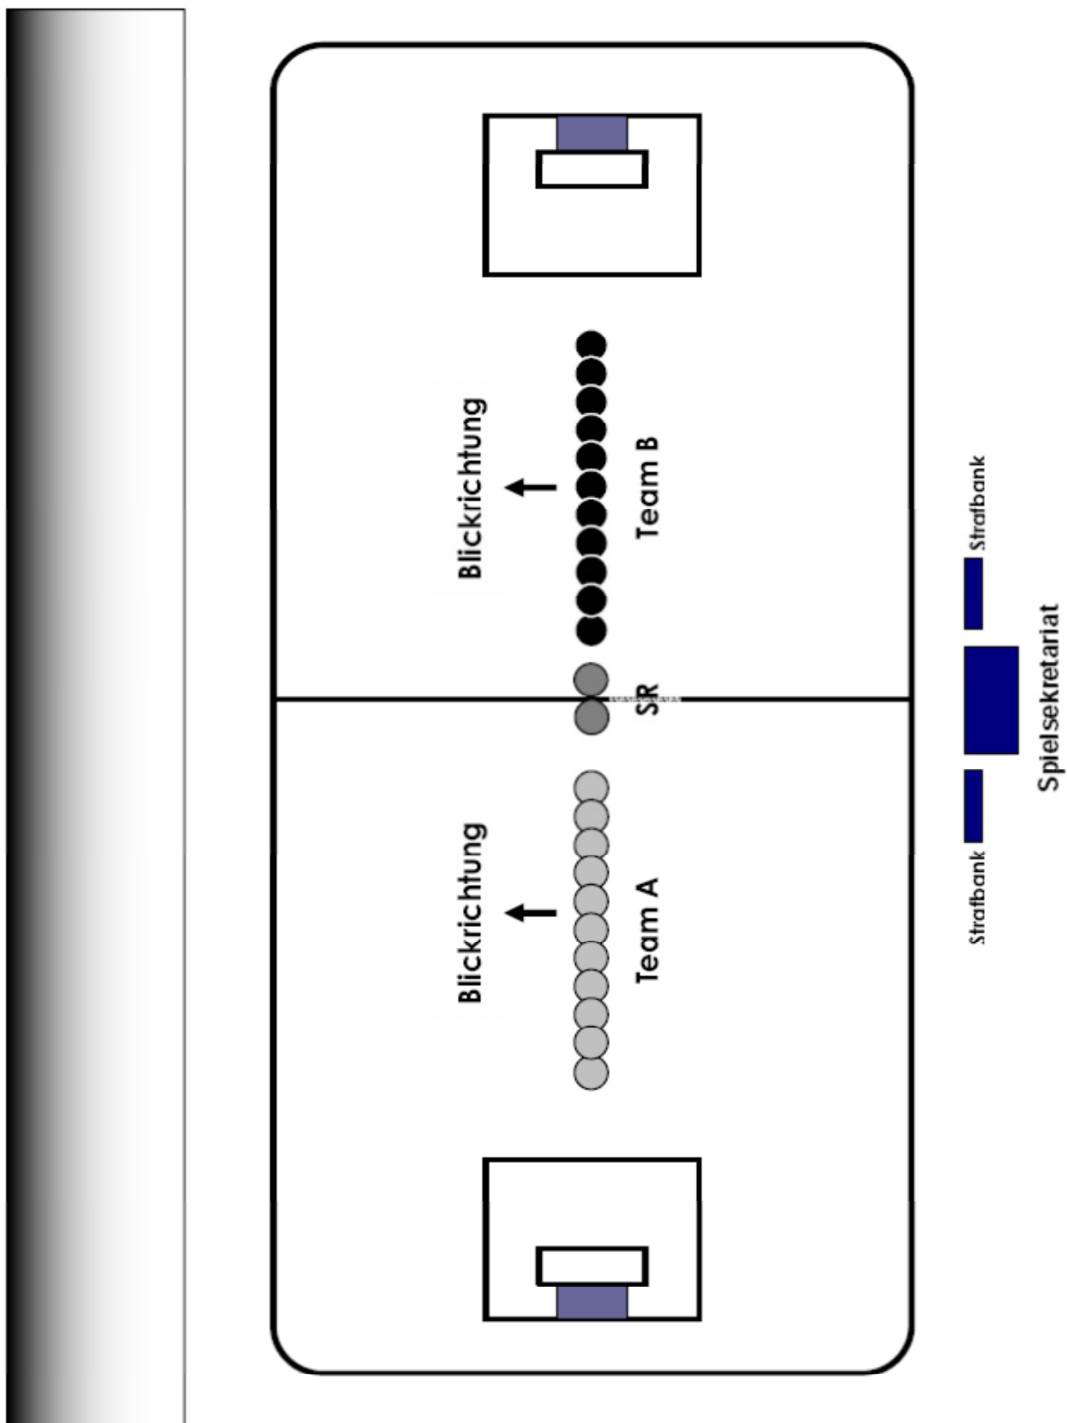 Blickrichtung
Team B
Strafbank
SR
Spielsekretariat
Blickrichtung
Team A
Strafbank